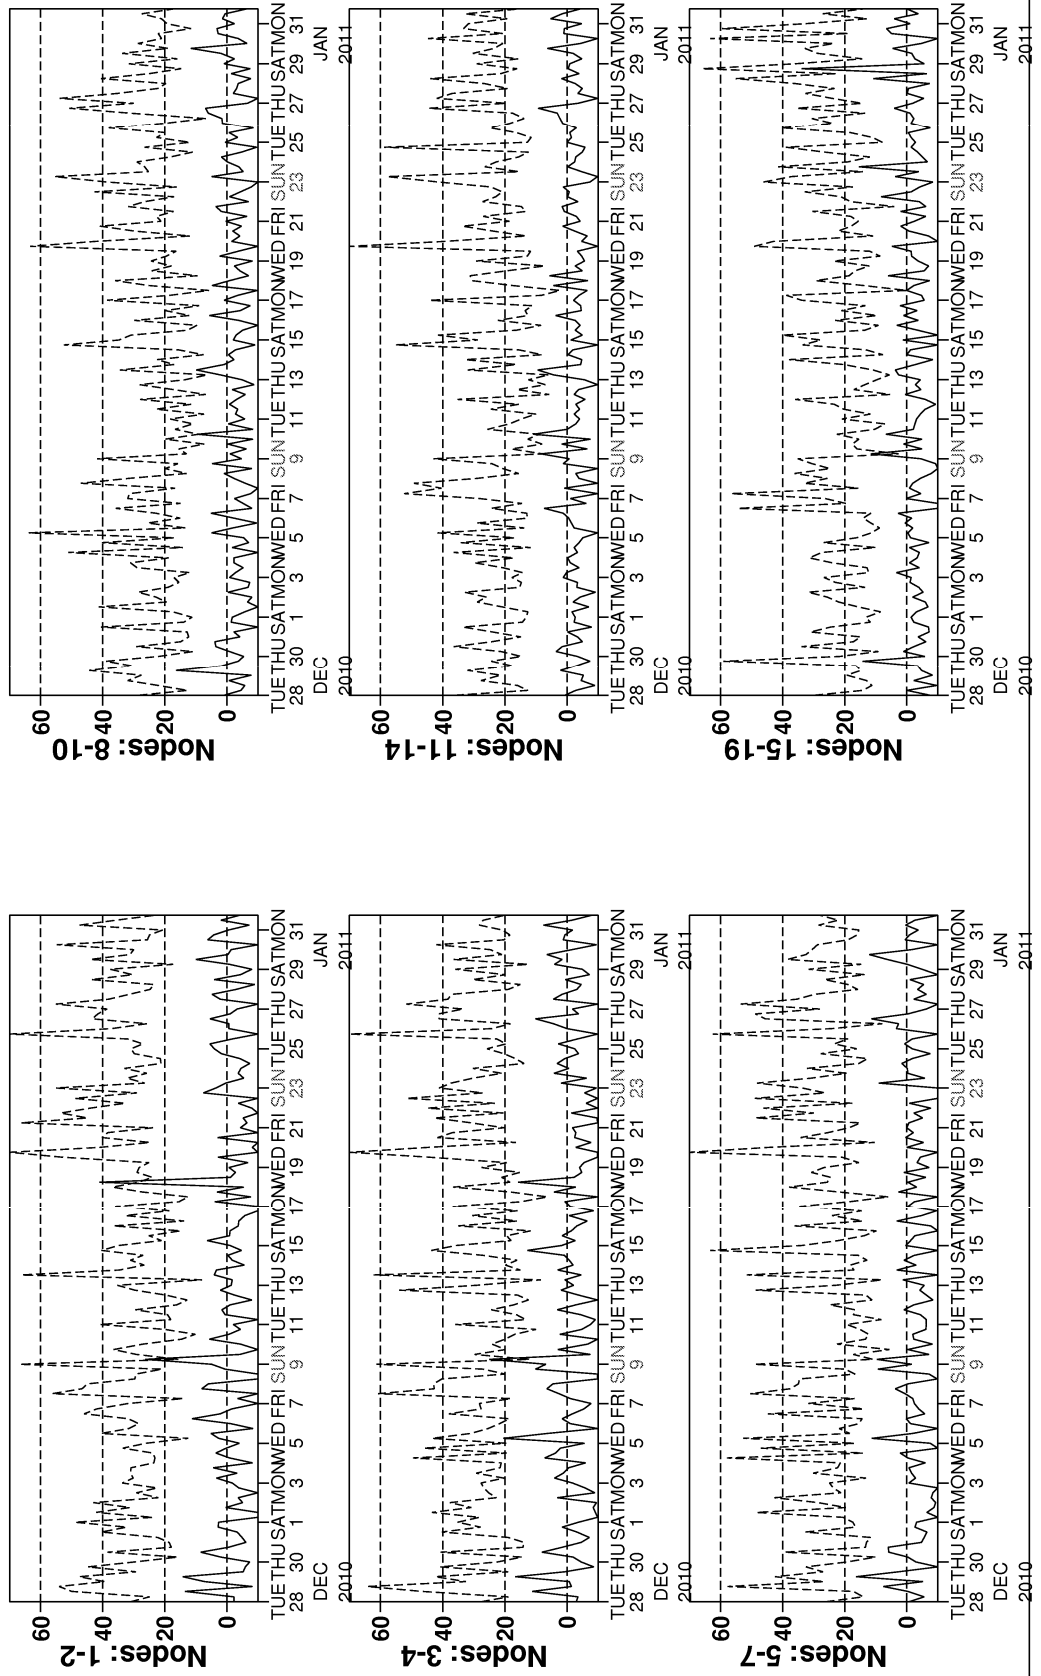 Nodes: 1-2
60
40
20
0
TUE THU SAT MON WED FRI SUN TUE THU SAT MON WED FRI SUN TUE THU SAT MON
28 30 1 3 5 7 9 11 13 15 17 19 21 23 25 27 29 31
DEC JAN
2010 2011
Nodes: 3-4
60
40
20
0
TUE THU SAT MON WED FRI SUN TUE THU SAT MON WED FRI SUN TUE THU SAT MON
28 30 1 3 5 7 9 11 13 15 17 19 21 23 25 27 29 31
DEC JAN
2010 2011
Nodes: 5-7
60
40
20
0
TUE THU SAT MON WED FRI SUN TUE THU SAT MON WED FRI SUN TUE THU SAT MON
28 30 1 3 5 7 9 11 13 15 17 19 21 23 25 27 29 31
DEC JAN
2010 2011
Nodes: 8-10
60
40
20
0
TUE THU SAT MON WED FRI SUN TUE THU SAT MON WED FRI SUN TUE THU SAT MON
28 30 1 3 5 7 9 11 13 15 17 19 21 23 25 27 29 31
DEC JAN
2010 2011
Nodes: 11-14
60
40
20
0
TUE THU SAT MON WED FRI SUN TUE THU SAT MON WED FRI SUN TUE THU SAT MON
28 30 1 3 5 7 9 11 13 15 17 19 21 23 25 27 29 31
DEC JAN
2010 2011
Nodes: 15-19
60
40
20
0
TUE THU SAT MON WED FRI SUN TUE THU SAT MON WED FRI SUN TUE THU SAT MON
28 30 1 3 5 7 9 11 13 15 17 19 21 23 25 27 29 31
DEC JAN
2010 2011